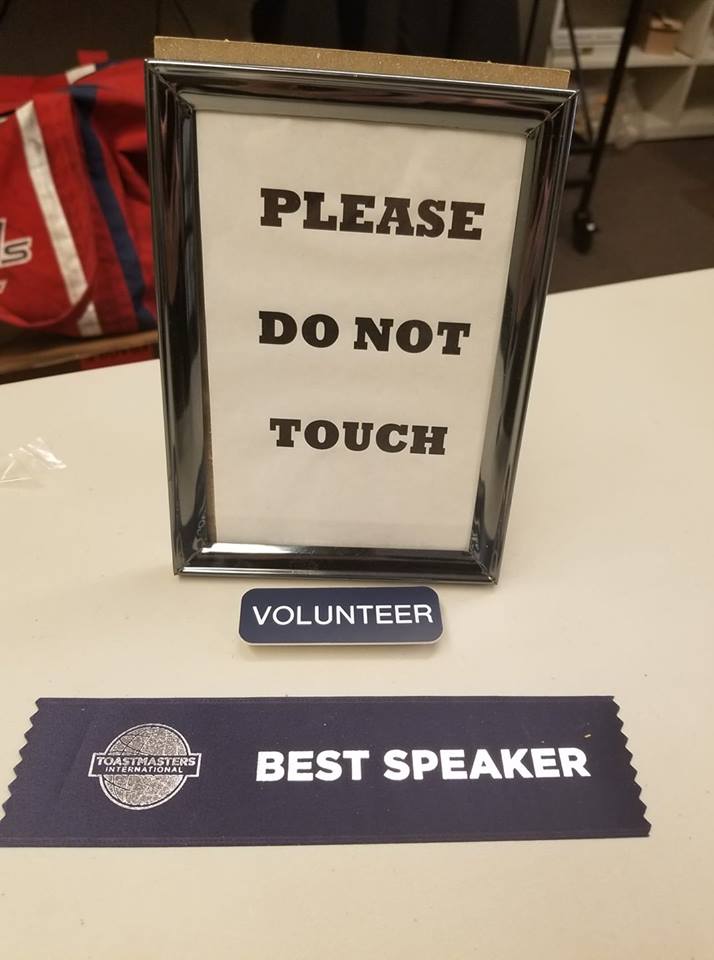 PLEASE
DO NOT
TOUCH
VOLUNTEER
TOASTMASTERS
INTERNATIONAL
BEST SPEAKER